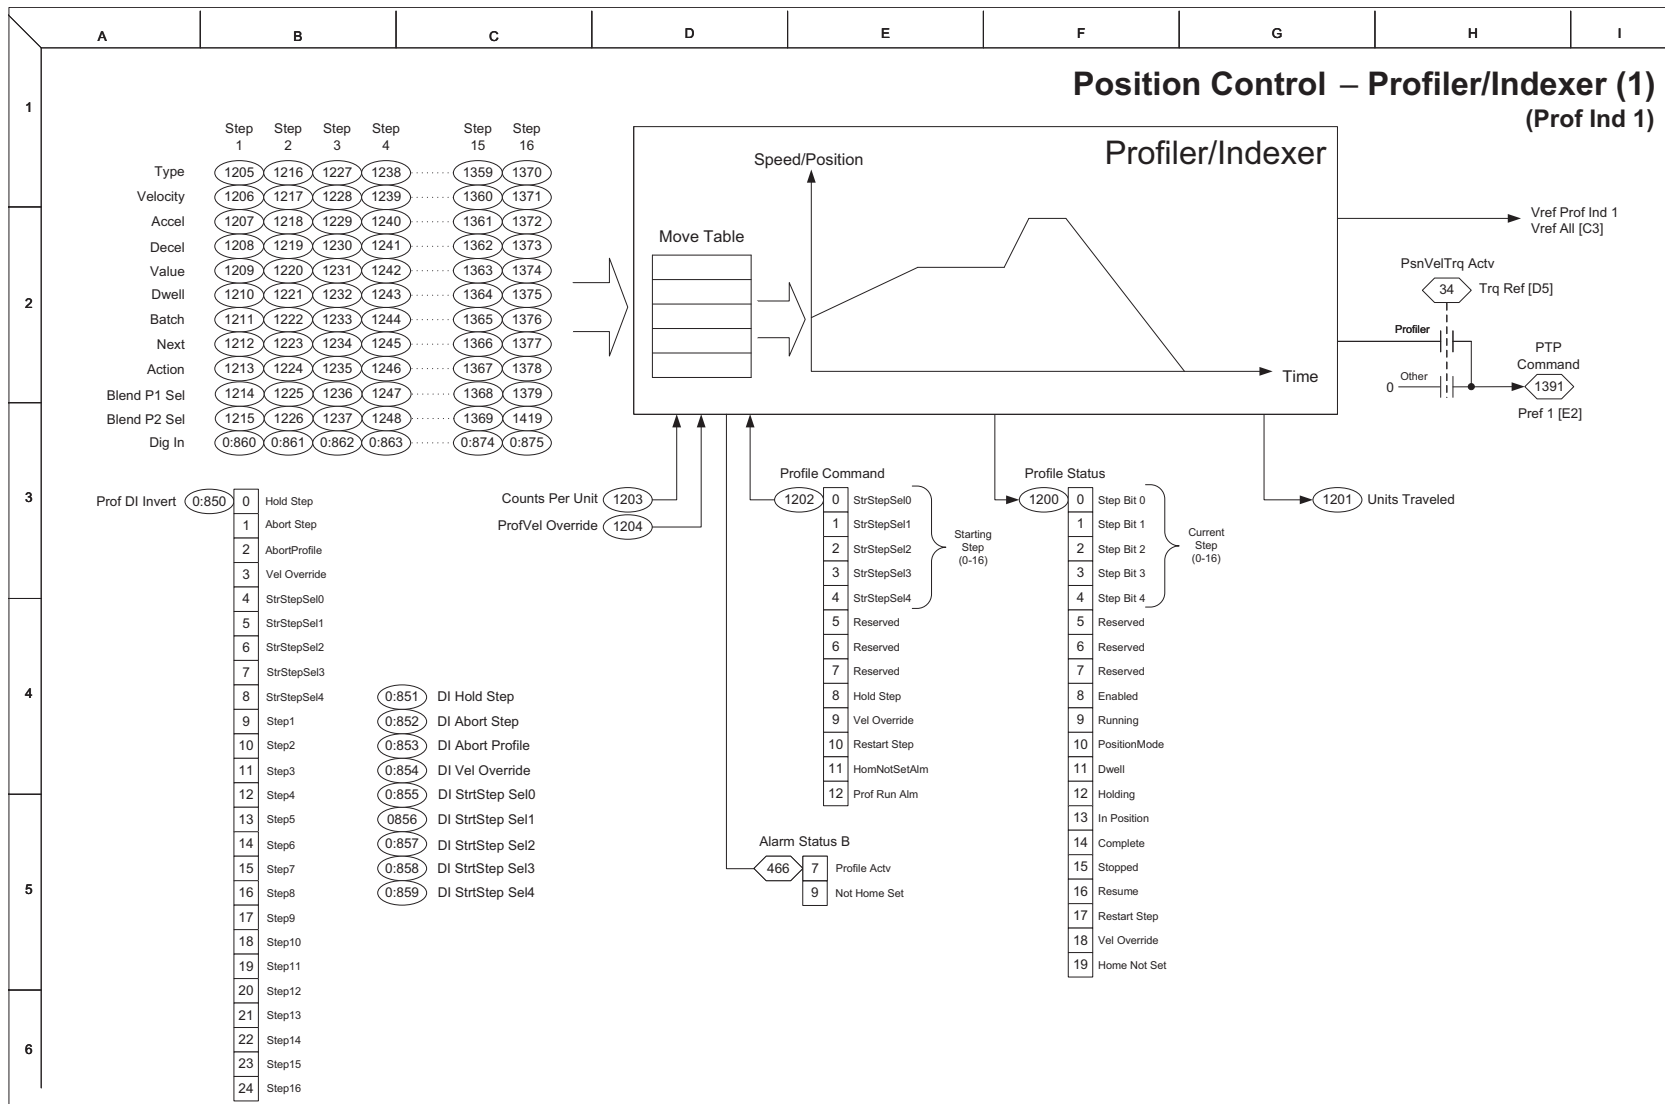 A B C D E F G H I
Position Control – Profiler/Indexer (1)
(Prof Ind 1)
1
2
3
4
5
6
Step Step Step Step Step Step
1 2 3 4 15 16
Type 1205 1216 1227 1238 ........ 1359 1370
Velocity 1206 1217 1228 1239 ........ 1360 1371
Accel 1207 1218 1229 1240 ........ 1361 1372
Decel 1208 1219 1230 1241 ........ 1362 1373
Value 1209 1220 1231 1242 ........ 1363 1374
Dwell 1210 1221 1232 1243 ........ 1364 1375
Batch 1211 1222 1233 1244 ........ 1365 1376
Next 1212 1223 1234 1245 ........ 1366 1377
Action 1213 1224 1235 1246 ........ 1367 1378
Blend P1 Sel 1214 1225 1236 1247 ........ 1368 1379
Blend P2 Sel 1215 1226 1237 1248 ........ 1369 1419
Dig In 0:860 0:861 0:862 0:863 ........ 0:874 0:875
Profiler/Indexer
Speed/Position
Move Table
Time
Vref Prof Ind 1
Vref All [C3]
PsnVelTrq Actv
34 Trq Ref [D5]
Profiler
0 Other
PTP
Command
1391
Pref 1 [E2]
Prof DI Invert 0:850
0 Hold Step
1 Abort Step
2 AbortProfile
3 Vel Override
4 StrStepSel0
5 StrStepSel1
6 StrStepSel2
7 StrStepSel3
8 StrStepSel4
9 Step1
10 Step2
11 Step3
12 Step4
13 Step5
14 Step6
15 Step7
16 Step8
17 Step9
18 Step10
19 Step11
20 Step12
21 Step13
22 Step14
23 Step15
24 Step16
0:851 DI Hold Step
0:852 DI Abort Step
0:853 DI Abort Profile
0:854 DI Vel Override
0:855 DI StrtStep Sel0
0856 DI StrtStep Sel1
0:857 DI StrtStep Sel2
0:858 DI StrtStep Sel3
0:859 DI StrtStep Sel4
Counts Per Unit 1203
ProfVel Override 1204
Profile Command
1202
0 StrStepSel0
1 StrStepSel1
2 StrStepSel2
3 StrStepSel3
4 StrStepSel4
5 Reserved
6 Reserved
7 Reserved
8 Hold Step
9 Vel Override
10 Restart Step
11 HomNotSetAlm
12 Prof Run Alm
Starting
Step
(0-16)
Alarm Status B
466 7 Profile Actv
9 Not Home Set
Profile Status
1200
0 Step Bit 0
1 Step Bit 1
2 Step Bit 2
3 Step Bit 3
4 Step Bit 4
5 Reserved
6 Reserved
7 Reserved
8 Enabled
9 Running
10 PositionMode
11 Dwell
12 Holding
13 In Position
14 Complete
15 Stopped
16 Resume
17 Restart Step
18 Vel Override
19 Home Not Set
Current
Step
(0-16)
1201 Units Traveled